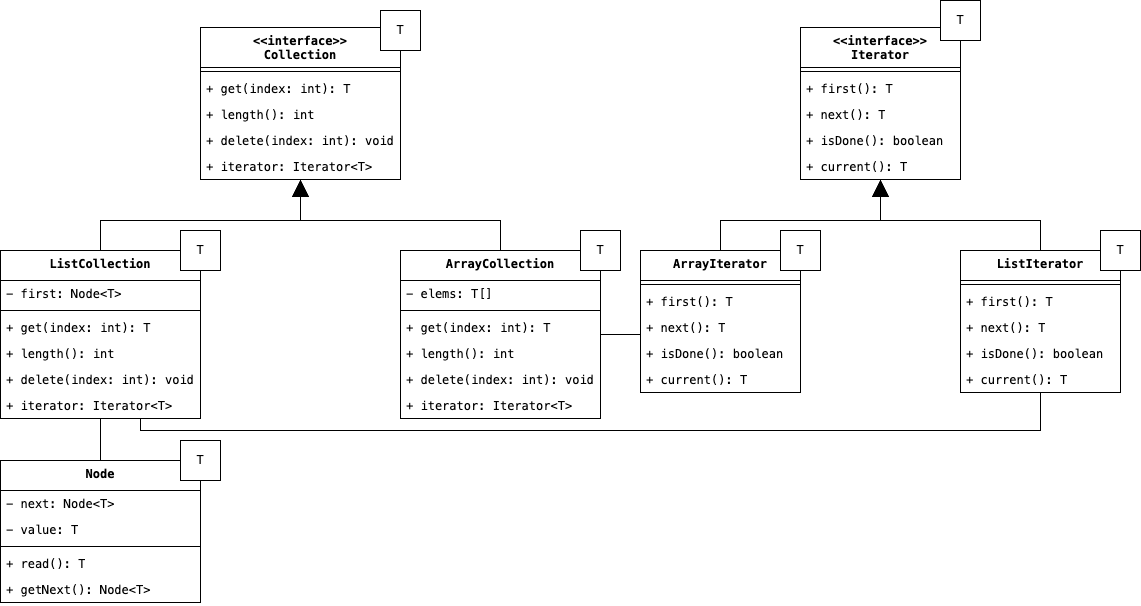 T
<<interface>>
Collection
+ get(index: int): T
+ length(): int
+ delete(index: int): void
+ iterator: Iterator<T>
T
<<interface>>
Iterator
+ first(): T
+ next(): T
+ isDone(): boolean
+ current(): T
T
ListCollection
− first: Node<T>
+ get(index: int): T
+ length(): int
+ delete(index: int): void
+ iterator: Iterator<T>
T
ArrayCollection
− elems: T[]
+ get(index: int): T
+ length(): int
+ delete(index: int): void
+ iterator: Iterator<T>
T
ArrayIterator
+ first(): T
+ next(): T
+ isDone(): boolean
+ current(): T
T
ListIterator
+ first(): T
+ next(): T
+ isDone(): boolean
+ current(): T
T
Node
− next: Node<T>
− value: T
+ read(): T
+ getNext(): Node<T>